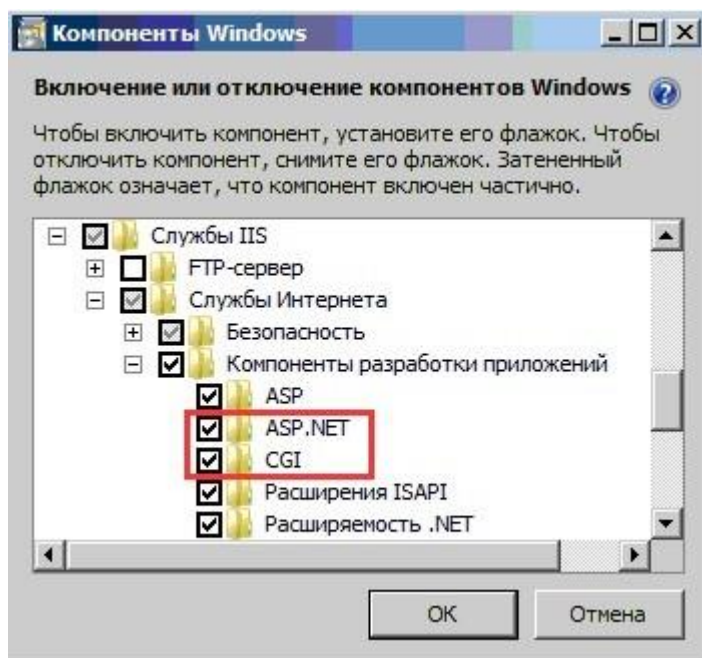 Компоненты Windows
Включение или отключение компонентов Windows
Чтобы включить компонент, установите его флажок. Чтобы
отключить компонент, снимите его флажок. Затененный
флажок означает, что компонент включен частично.
Службы IIS
FTP-сервер
Службы Интернета
Безопасность
Компоненты разработки приложений
ASP
ASP.NET
CGI
Расширения ISAPI
Расширяемость .NET
ОК
Отмена